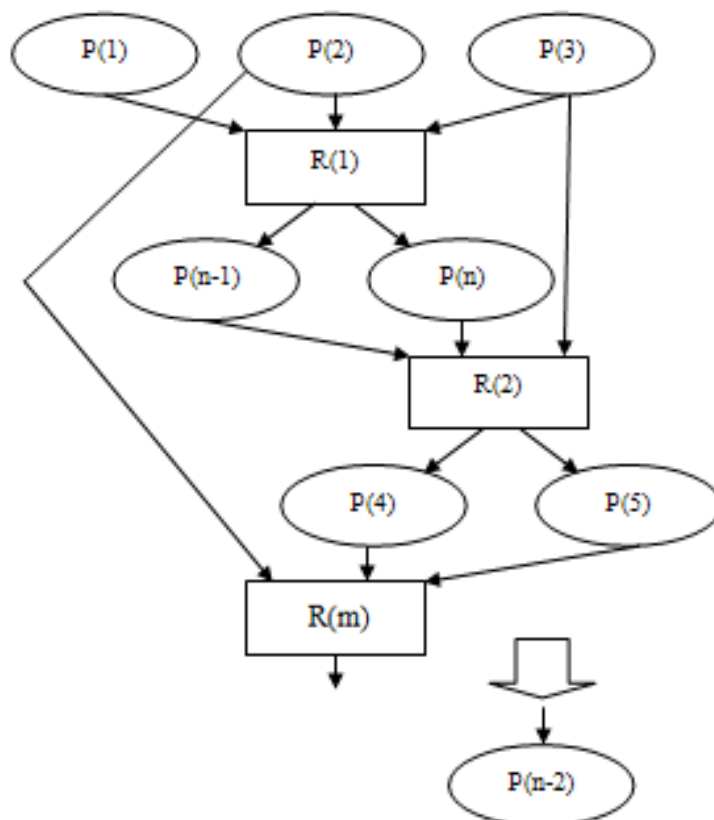 P(1)
P(2)
P(3)
R(1)
P(n-1)
P(n)
R(2)
P(4)
P(5)
R(m)
P(n-2)